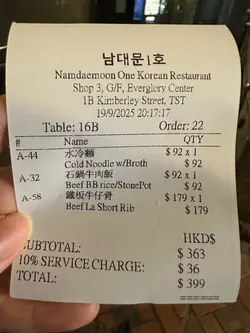 남대문1호
Namdaemoon One Korean Restaurant
Shop 3, G/F, Everglory Center
1B Kimberley Street, TST
19/9/2025 20:17:17
Table: 16B Order: 22
# Name QTY
A-44 水冷麵 $ 92 x 1
Cold Noodle w/Broth $ 92
A-32 石鍋牛肉飯 $ 92 x 1
Beef BB rice/StonePot $ 92
A-58 鐵板牛仔骨 $ 179 x 1
Beef La Short Rib $ 179
HKD$
SUBTOTAL: $ 363
10% SERVICE CHARGE: $ 36
TOTAL: $ 399